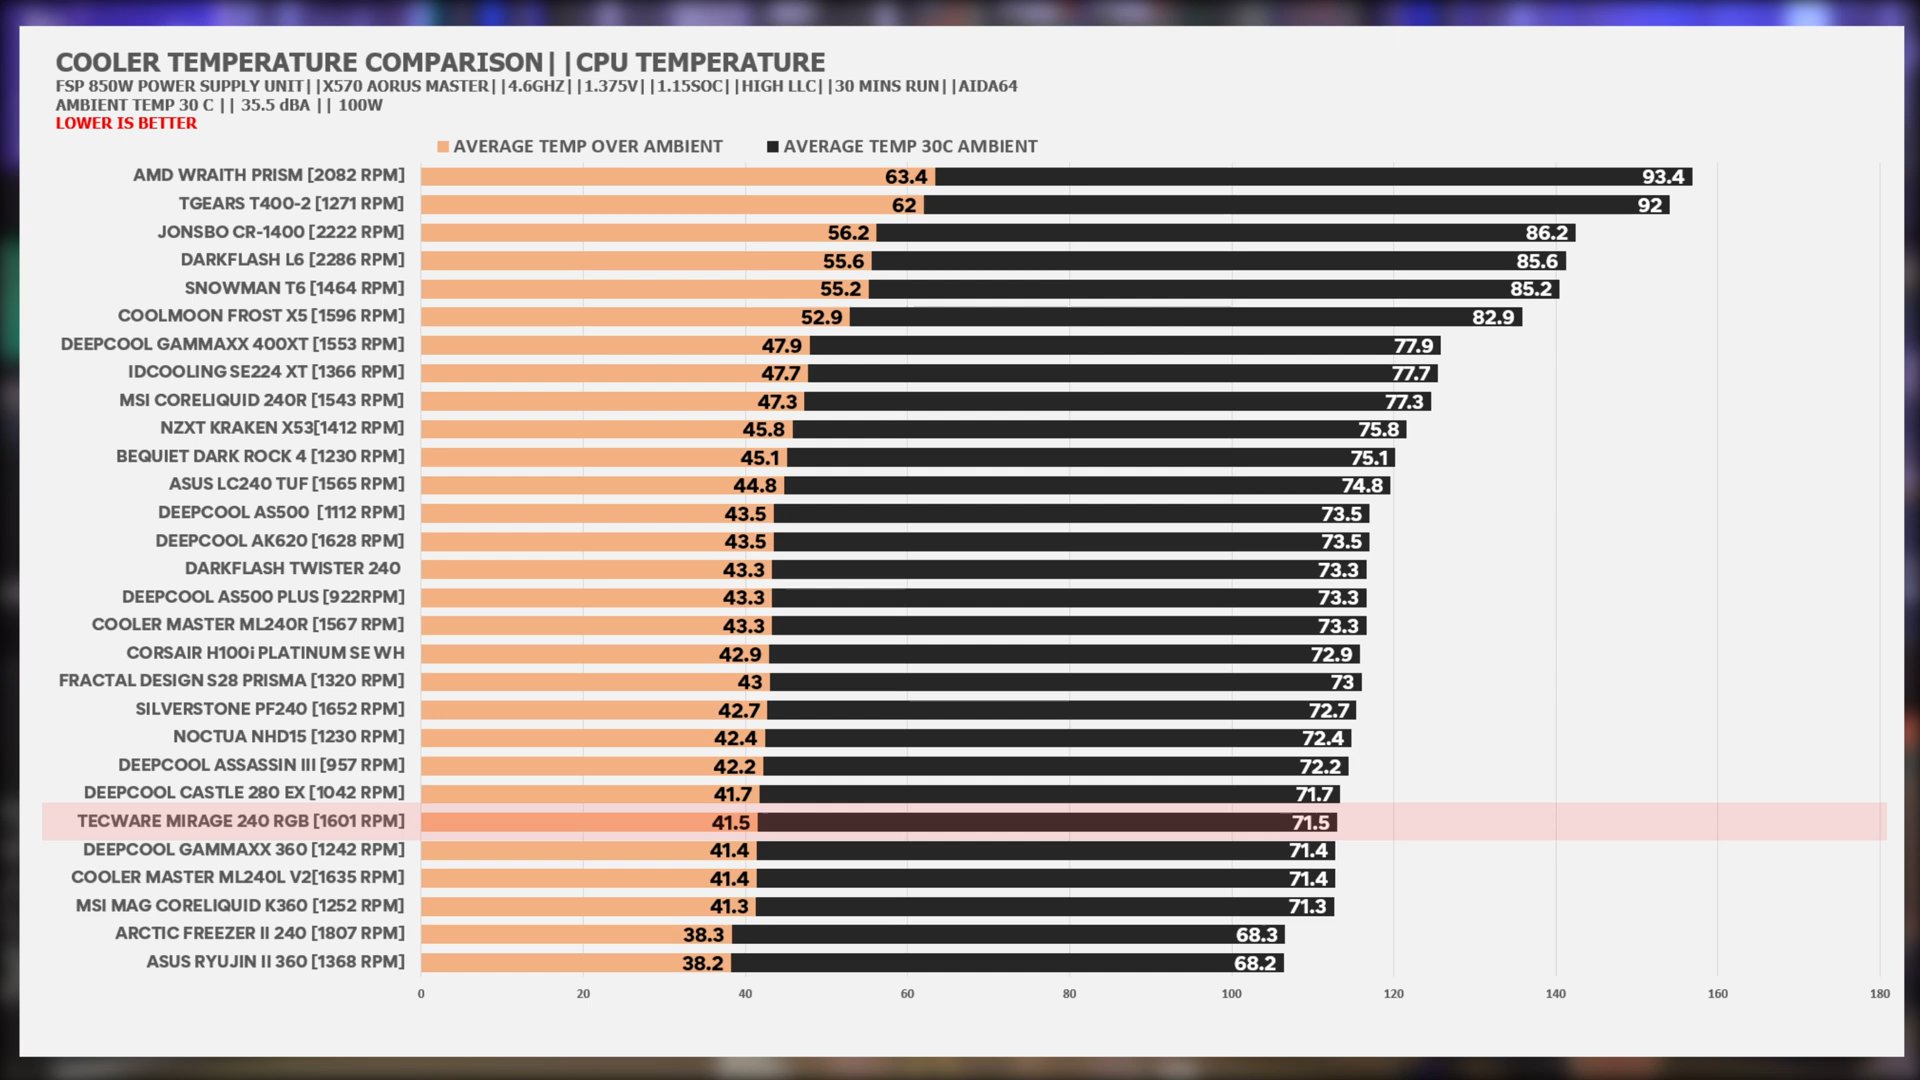 COOLER TEMPERATURE COMPARISON||CPU TEMPERATURE
FSP 850W POWER SUPPLY UNIT||X570 AORUS MASTER||4.6GHZ||1.375V||1.15SOC||HIGH LLC||30 MINS RUN||AIDA64
AMBIENT TEMP 30 C || 35.5 dBA || 100W
LOWER IS BETTER
AVERAGE TEMP OVER AMBIENT AVERAGE TEMP 30C AMBIENT
AMD WRAITH PRISM [2082 RPM] 63.4 93.4
TGEARS T400-2 [1271 RPM] 62 92
JONSBO CR-1400 [2222 RPM] 56.2 86.2
DARKFLASH L6 [2286 RPM] 55.6 85.6
SNOWMAN T6 [1464 RPM] 55.2 85.2
COOLMOON FROST X5 [1596 RPM] 52.9 82.9
DEEPCOOL GAMMAXX 400XT [1553 RPM] 47.9 77.9
IDCOOLING SE224 XT [1366 RPM] 47.7 77.7
MSI CORELIQUID 240R [1543 RPM] 47.3 77.3
NZXT KRAKEN X53[1412 RPM] 45.8 75.8
BEQUIET DARK ROCK 4 [1230 RPM] 45.1 75.1
ASUS LC240 TUF [1565 RPM] 44.8 74.8
DEEPCOOL AS500 [1112 RPM] 43.5 73.5
DEEPCOOL AK620 [1628 RPM] 43.5 73.5
DARKFLASH TWISTER 240 43.3 73.3
DEEPCOOL AS500 PLUS [922RPM] 43.3 73.3
COOLER MASTER ML240R [1567 RPM] 43.3 73.3
CORSAIR H100i PLATINUM SE WH 42.9 72.9
FRACTAL DESIGN S28 PRISMA [1320 RPM] 43 73
SILVERSTONE PF240 [1652 RPM] 42.7 72.7
NOCTUA NHD15 [1230 RPM] 42.4 72.4
DEEPCOOL ASSASSIN III [957 RPM] 42.2 72.2
DEEPCOOL CASTLE 280 EX [1042 RPM] 41.7 71.7
TECWARE MIRAGE 240 RGB [1601 RPM] 41.5 71.5
DEEPCOOL GAMMAXX 360 [1242 RPM] 41.4 71.4
COOLER MASTER ML240L V2[1635 RPM] 41.4 71.4
MSI MAG CORELIQUID K360 [1252 RPM] 41.3 71.3
ARCTIC FREEZER II 240 [1807 RPM] 38.3 68.3
ASUS RYUJIN II 360 [1368 RPM] 38.2 68.2
0 20 40 60 80 100 120 140 160 180